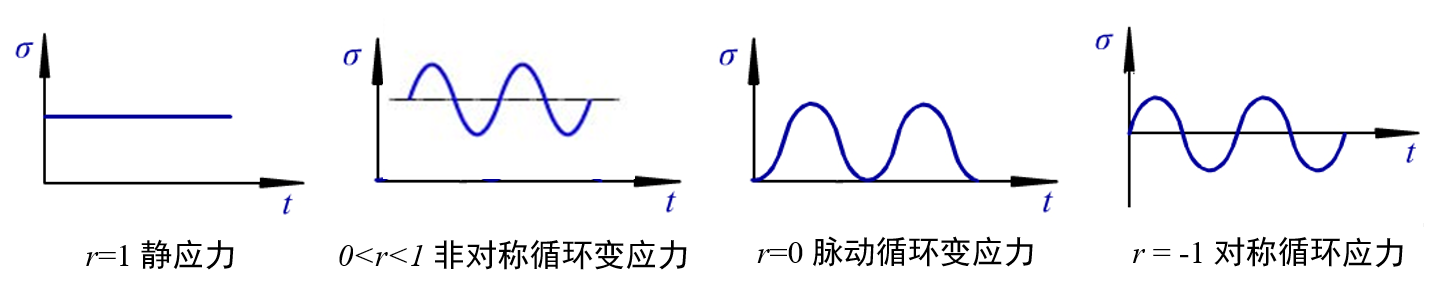 σ
t
r=1 静应力
σ
t
0<r<1 非对称循环变应力
σ
t
r=0 脉动循环变应力
σ
t
r = -1 对称循环应力